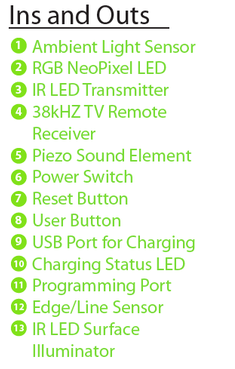 Ins and Outs
1 Ambient Light Sensor
2 RGB NeoPixel LED
3 IR LED Transmitter
4 38kHZ TV Remote
Receiver
5 Piezo Sound Element
6 Power Switch
7 Reset Button
8 User Button
9 USB Port for Charging
10 Charging Status LED
11 Programming Port
12 Edge/Line Sensor
13 IR LED Surface
Illuminator